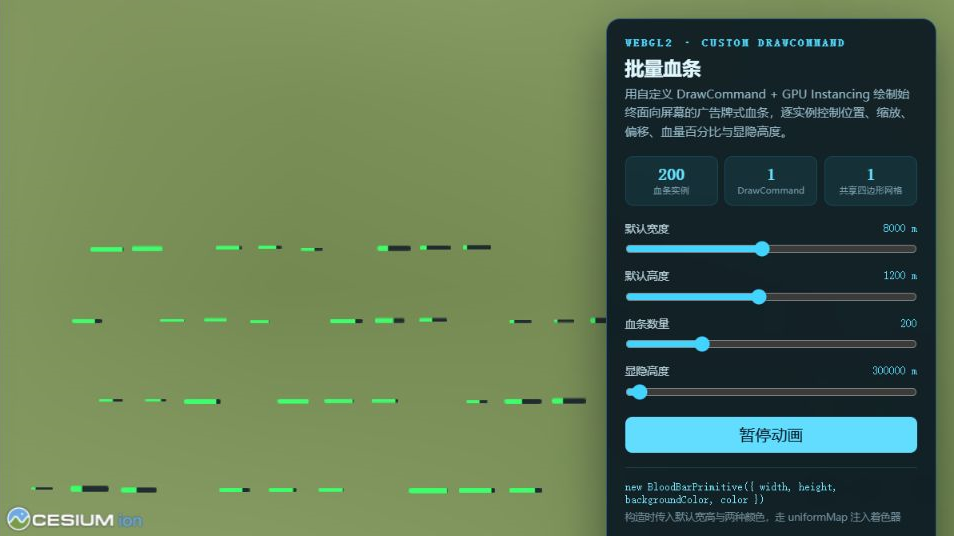 WEBGL2 · CUSTOM DRAWCOMMAND
批量血条
用自定义 DrawCommand + GPU Instancing 绘制始
终面向屏幕的广告牌式血条，逐实例控制位置、缩放、
偏移、血量百分比与显隐高度。
200 1 1
血条实例 DrawCommand 共享四边形网格
默认宽度 8000 m
默认高度 1200 m
血条数量 200
显隐高度 300000 m
暂停动画
new BloodBarPrimitive({ width, height,
backgroundColor, color })
构造时传入默认宽高与两种颜色，走 uniformMap 注入着色器
CESIUM ion